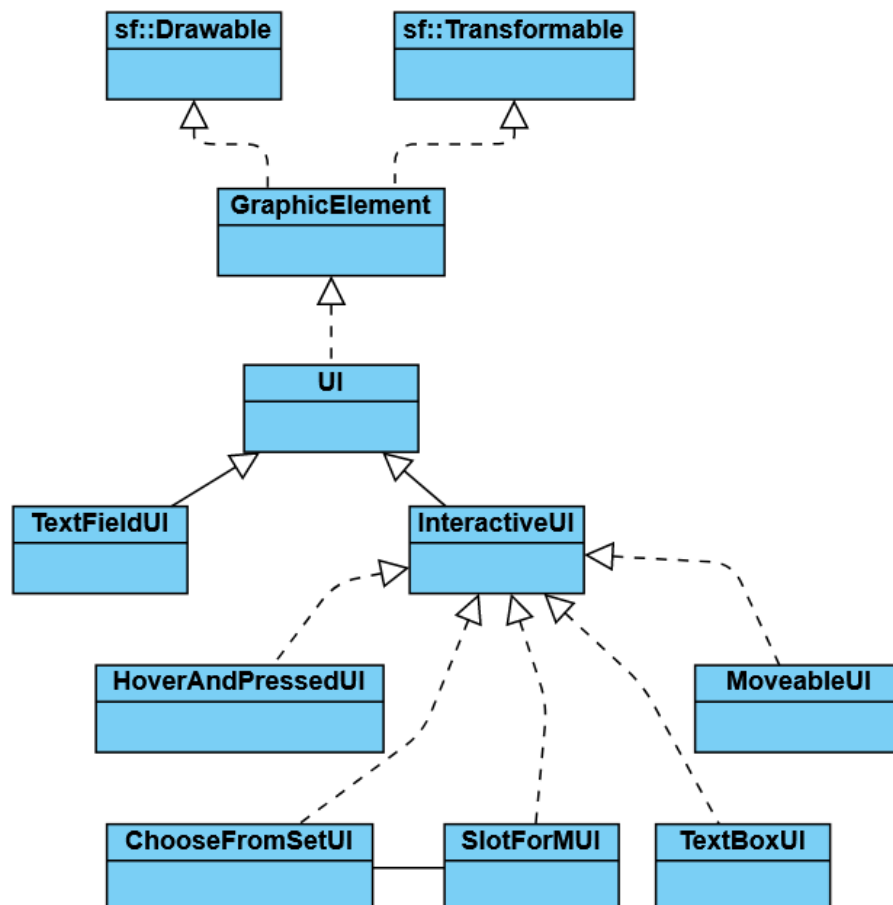 sf::Drawable
sf::Transformable
GraphicElement
UI
TextFieldUI
InteractiveUI
HoverAndPressedUI
MoveableUI
ChooseFromSetUI
SlotForMUI
TextBoxUI